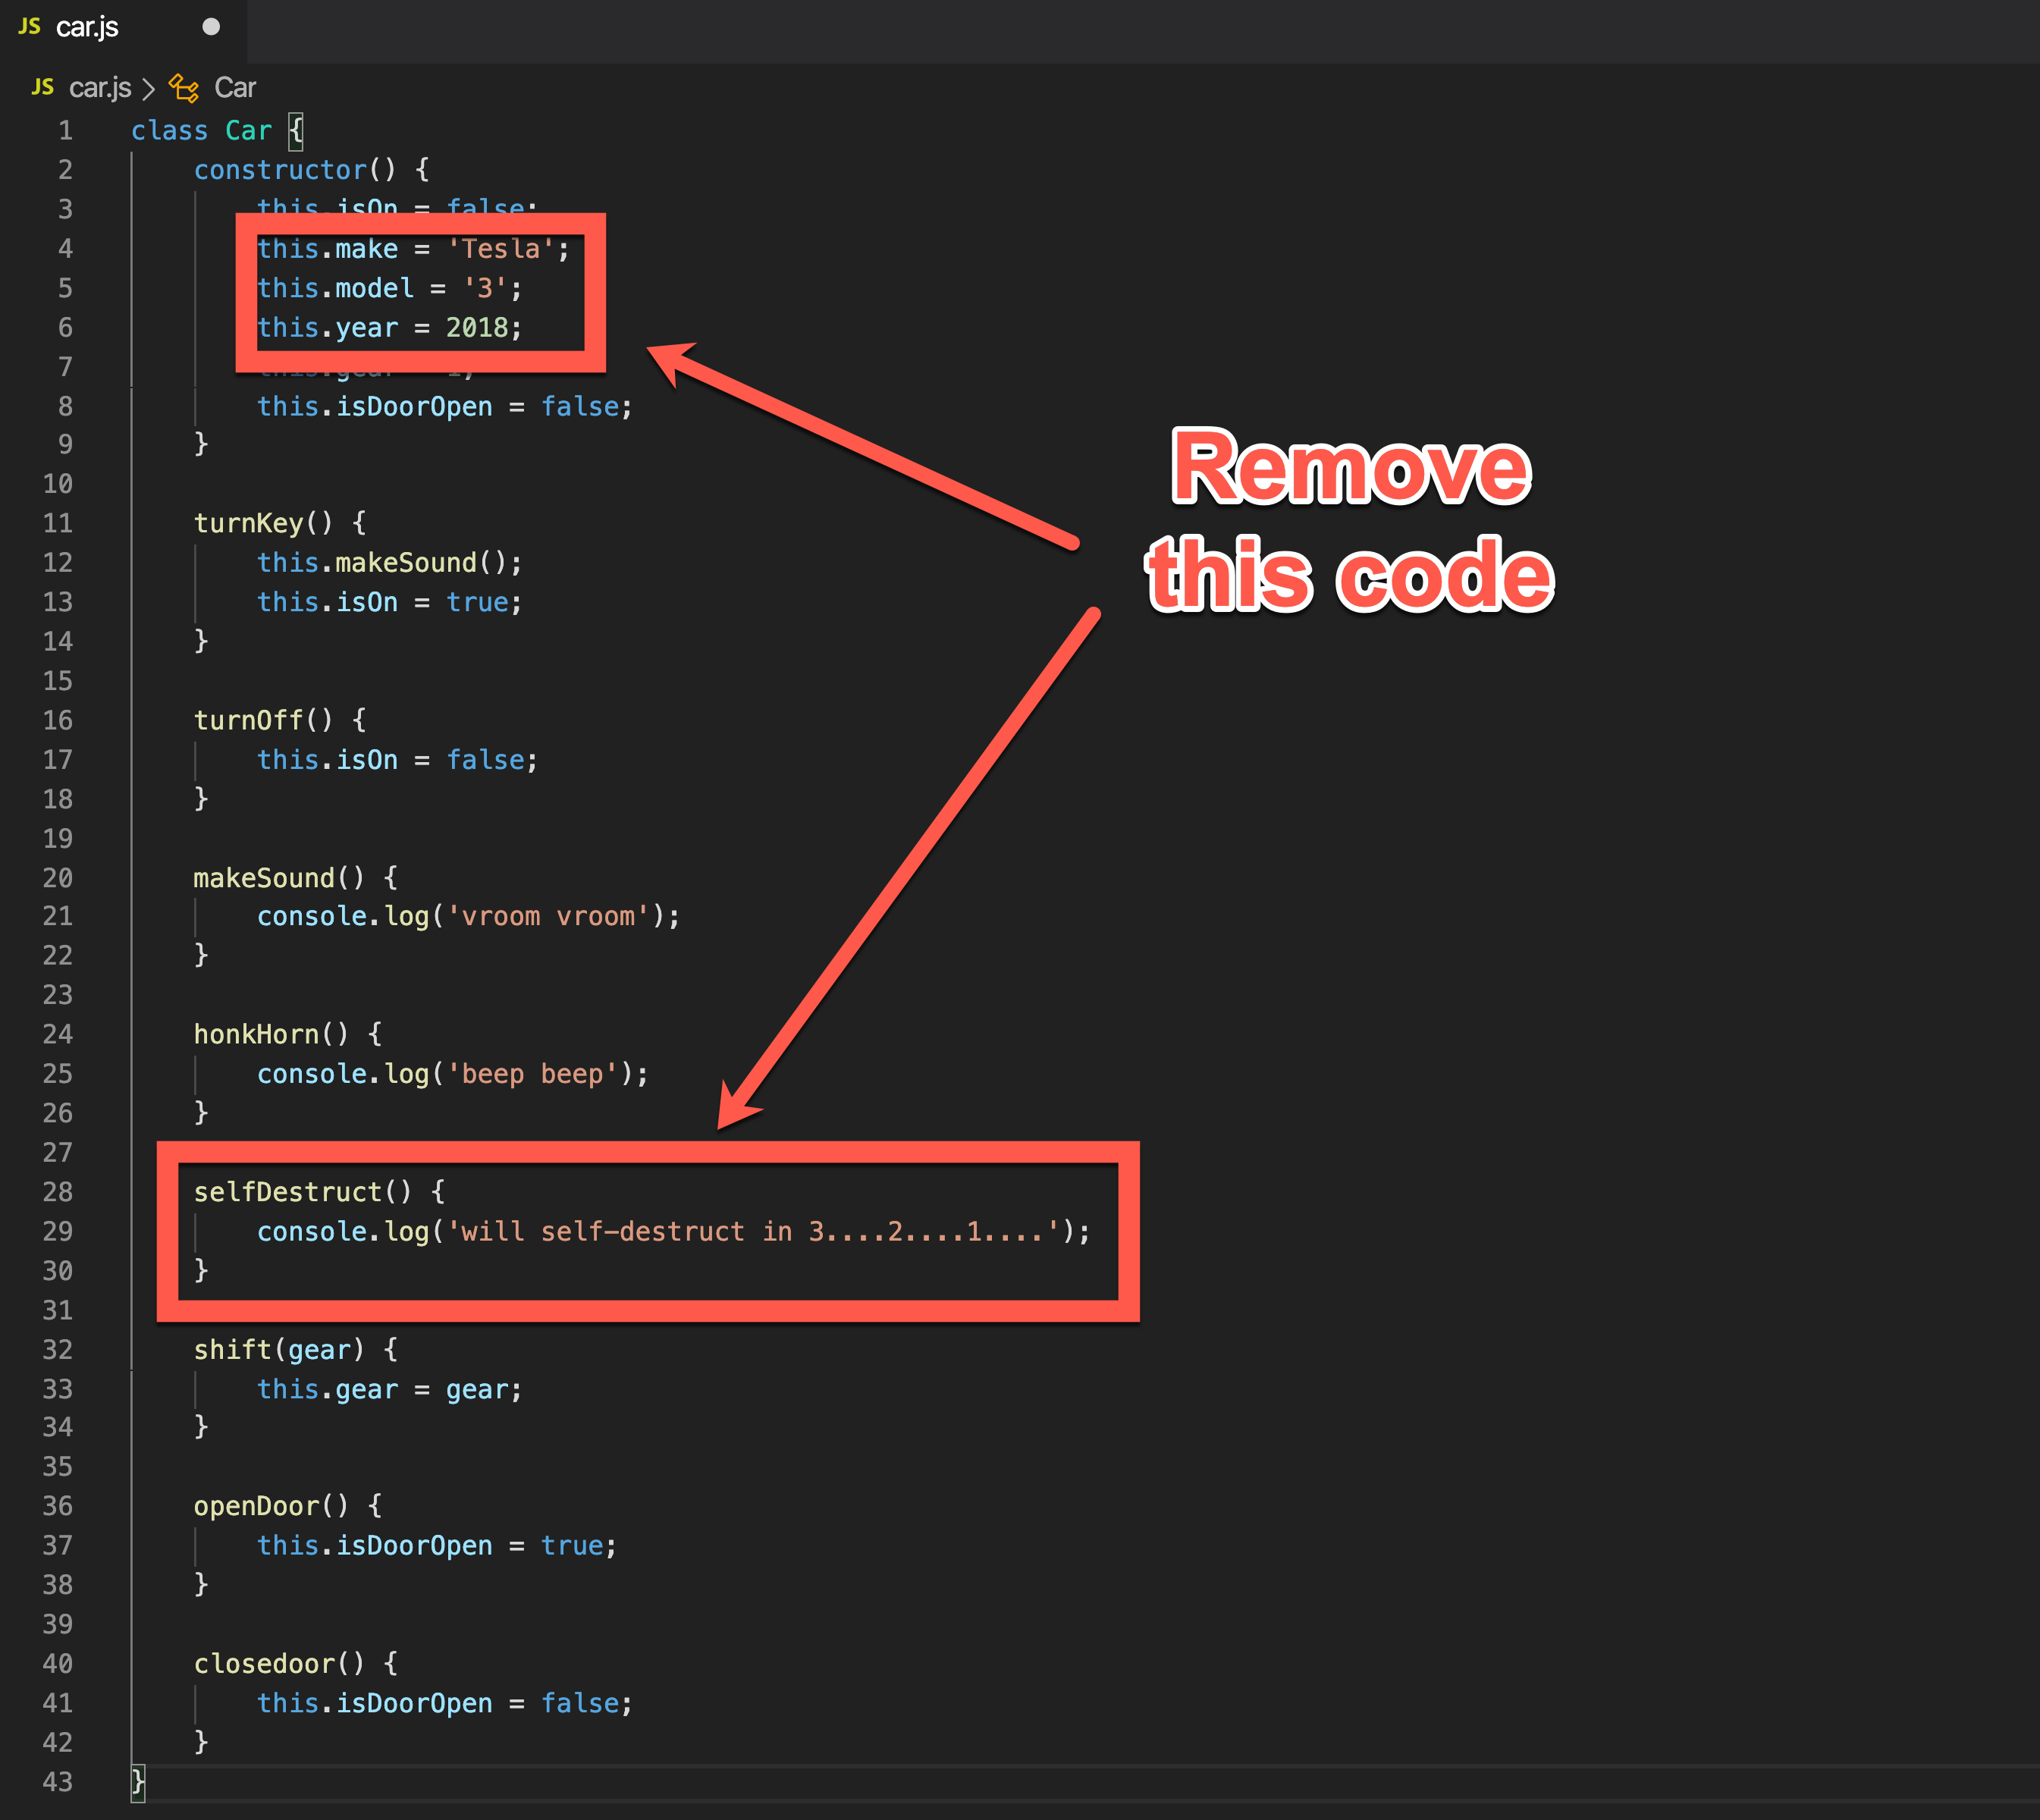 JS car.js
JS car.js > Car
1 class Car {
2 constructor() {
3 this.isOn = false;
4 this.make = 'Tesla';
5 this.model = '3';
6 this.year = 2018;
7 this.gear = 1;
8 this.isDoorOpen = false;
9 }
10
11 turnKey() {
12 this.makeSound();
13 this.isOn = true;
14 }
15
16 turnOff() {
17 this.isOn = false;
18 }
19
20 makeSound() {
21 console.log('vroom vroom');
22 }
23
24 honkHorn() {
25 console.log('beep beep');
26 }
27
28 selfDestruct() {
29 console.log('will self-destruct in 3....2....1....');
30 }
31
32 shift(gear) {
33 this.gear = gear;
34 }
35
36 openDoor() {
37 this.isDoorOpen = true;
38 }
39
40 closedoor() {
41 this.isDoorOpen = false;
42 }
43 }
Remove
this code